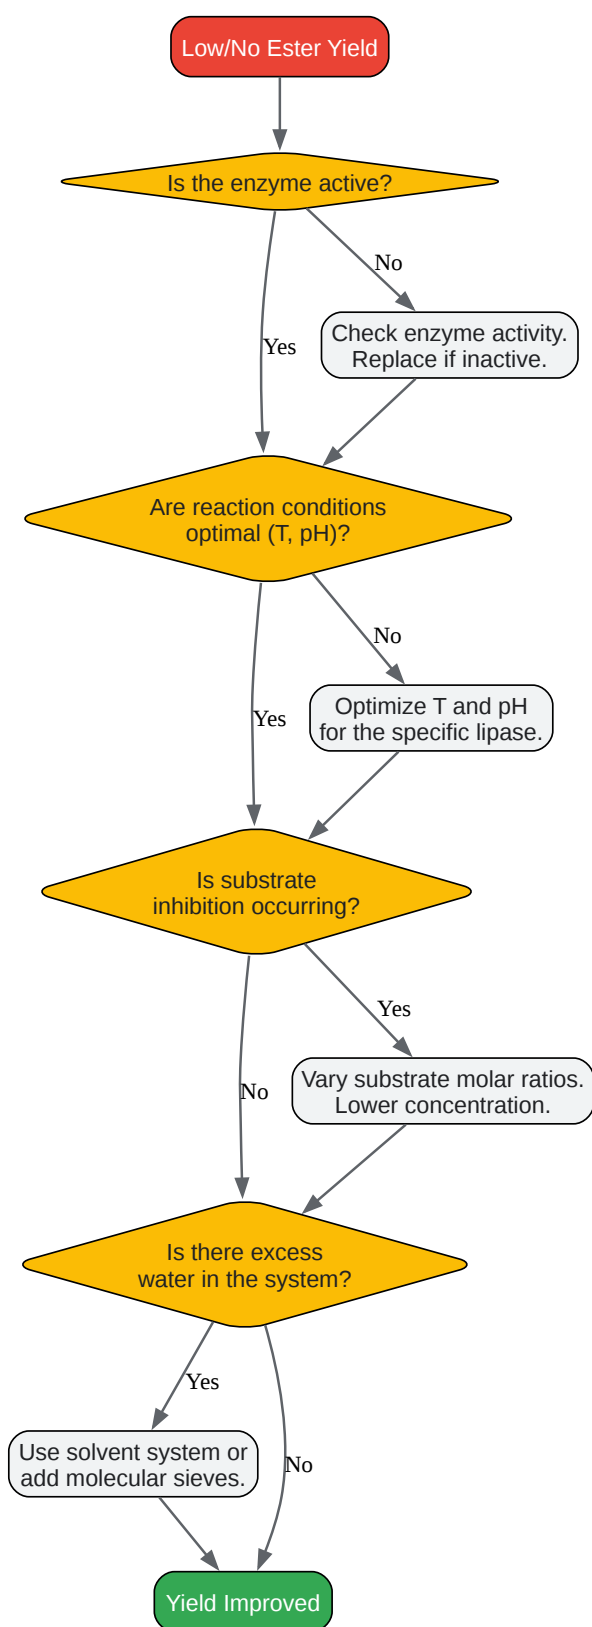 Low/No Ester Yield
Is the enzyme active?
No
Yes
Check enzyme activity.
Replace if inactive.
Are reaction conditions
optimal (T, pH)?
No
Yes
Optimize T and pH
for the specific lipase.
Is substrate
inhibition occurring?
Yes
No
Vary substrate molar ratios.
Lower concentration.
Is there excess
water in the system?
Yes
No
Use solvent system or
add molecular sieves.
Yield Improved